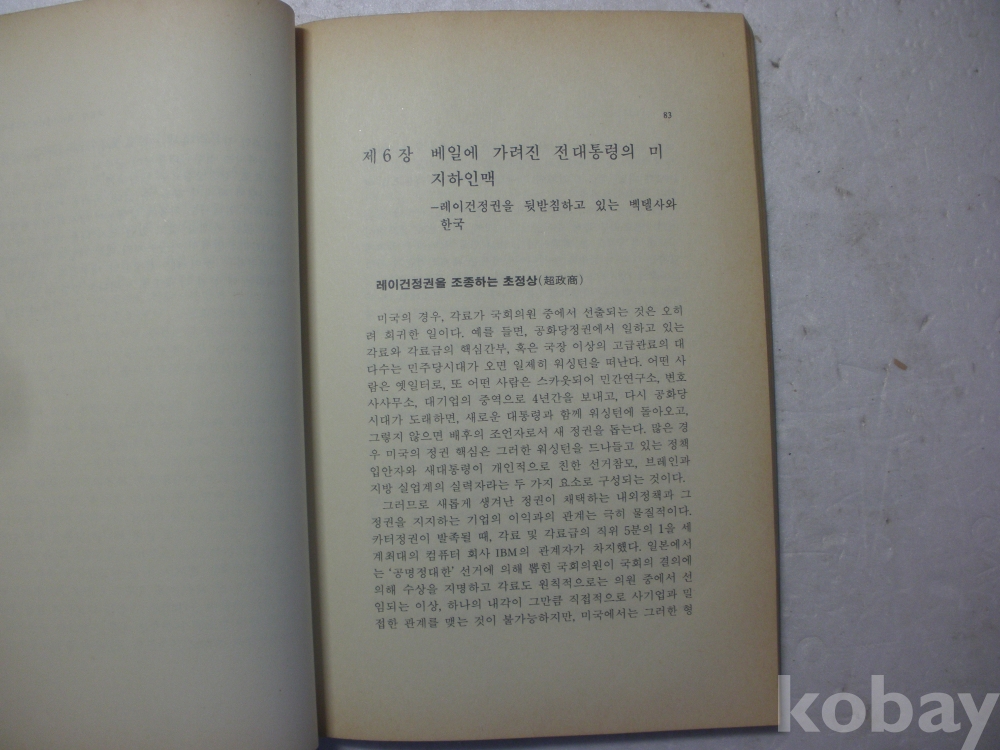 83
제 6 장 베일에 가려진 전대통령의 미
지하인맥
–레이건정권을 뒷받침하고 있는 벡텔사와
한국
레이건정권을 조종하는 초정상(超政商)
미국의 경우, 각료가 국회의원 중에서 선출되는 것은 오히
려 희귀한 일이다. 예를 들면, 공화당정권에서 일하고 있는
각료와 각료급의 핵심간부, 혹은 국장 이상의 고급관료의 대
다수는 민주당시대가 오면 일제히 워싱턴을 떠난다. 어떤 사
람은 옛일터로, 또 어떤 사람은 스카웃되어 민간연구소, 변호
사사무소, 대기업의 중역으로 4년간을 보내고, 다시 공화당
시대가 도래하면, 새로운 대통령과 함께 워싱턴에 돌아오고,
그렇지 않으면 배후의 조언자로서 새 정권을 돕는다. 많은 경
우 미국의 정권 핵심은 그러한 워싱턴을 드나들고 있는 정책
입안자와 새대통령이 개인적으로 친한 선거참모, 브레인과
지방 실업계의 실력자라는 두 가지 요소로 구성되는 것이다.
그러므로 새롭게 생겨난 정권이 채택하는 내외정책과 그
정권을 지지하는 기업의 이익과의 관계는 극히 물질적이다.
카터정권이 발족될 때, 각료 및 각료급의 직위 5분의 1을 세
계최대의 컴퓨터 회사 IBM의 관계자가 차지했다. 일본에서
는 ‘공명정대한’ 선거에 의해 뽑힌 국회의원이 국회의 결의에
의해 수상을 지명하고 각료도 원칙적으로는 의원 중에서 선
임되는 이상, 하나의 내각이 그만큼 직접적으로 사기업과 밀
접한 관계를 맺는 것이 불가능하지만, 미국에서는 그러한 형
kobay